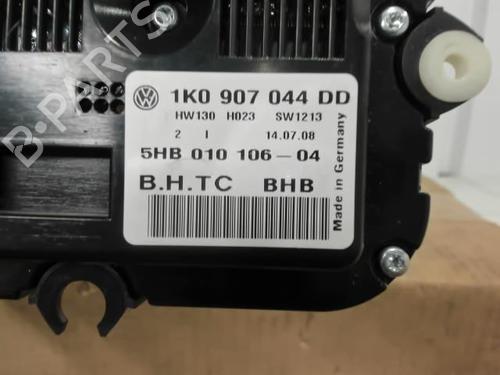 1K0 907 044 DD
HW130 H023 SW1213
2 I 14.07.08
5HB 010 106-04
B.H.TC BHB
Made in Germany
B-PARTS